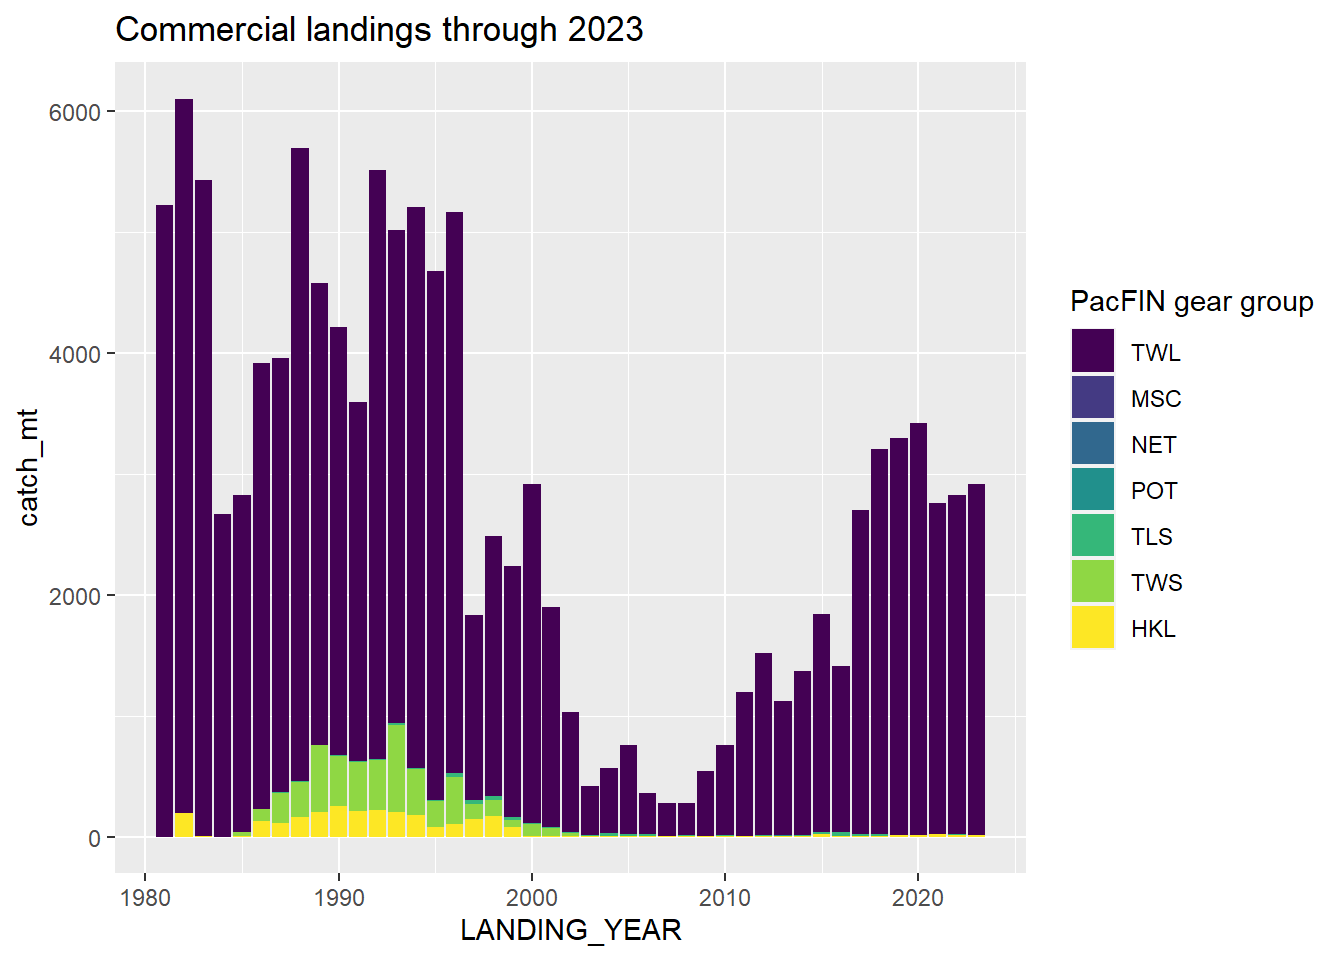 Commercial landings through 2023
6000
4000
2000
0
catch_mt
1980
1990
2000
2010
2020
LANDING_YEAR
PacFIN gear group
TWL
MSC
NET
POT
TLS
TWS
HKL